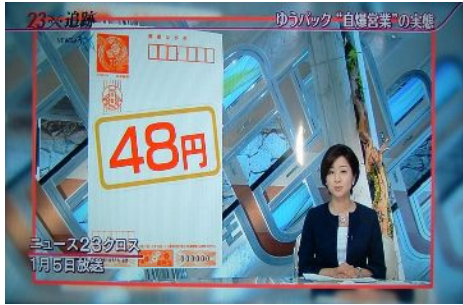 23×追跡
ゆうパック“自爆営業”の実態
48円
ニュース23クロス
1月5日放送
000000